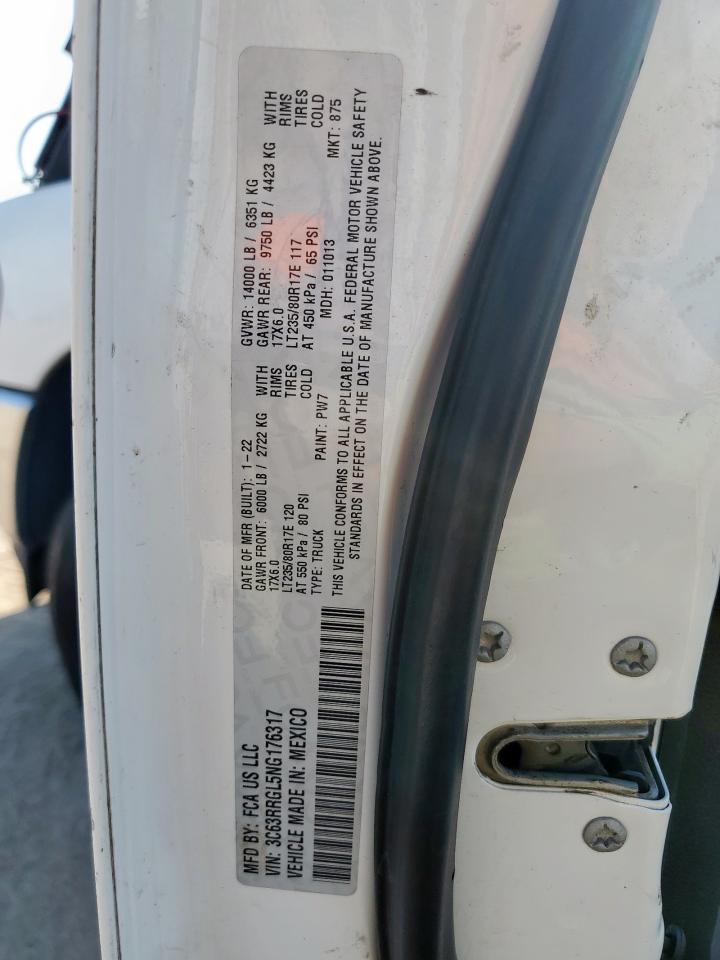 MFD BY: FCA US LLC
VIN: 3C63RRGL5NG176317
VEHICLE MADE IN: MEXICO
DATE OF MFR (BUILT): 1-22 GVWR: 14000 LB / 6351 KG
GAWR FRONT: 6000 LB / 2722 KG WITH GAWR REAR: 9750 LB / 4423 KG WITH
17X6.0 RIMS 17X6.0 RIMS
LT235/80R17E 120 TIRES LT235/80R17E 117 TIRES
AT 550 kPa / 80 PSI COLD AT 450 kPa / 65 PSI COLD
TYPE: TRUCK PAINT: PW7 MDH: 011013 MKT: 875
THIS VEHICLE CONFORMS TO ALL APPLICABLE U.S.A. FEDERAL MOTOR VEHICLE SAFETY
STANDARDS IN EFFECT ON THE DATE OF MANUFACTURE SHOWN ABOVE.